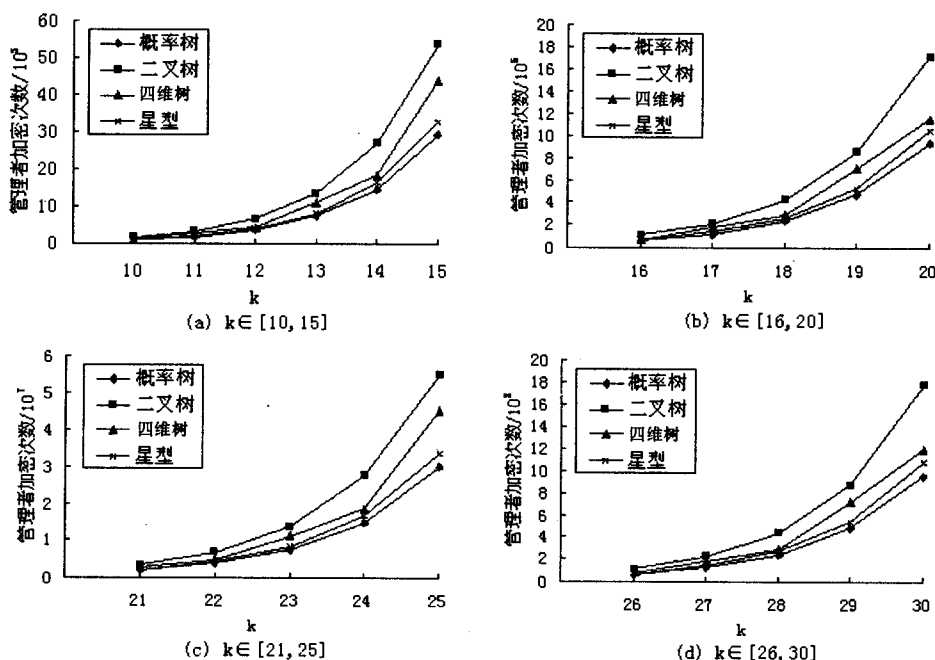 管理者加密次数/10³
60
50
40
30
20
10
0
概率树
二叉树
四维树
星型
10 11 12 13 14 15
k
(a) k∈[10,15]
管理者加密次数/10⁵
20
18
16
14
12
10
8
6
4
2
0
概率树
二叉树
四维树
星型
16 17 18 19 20
k
(b) k∈[16,20]
管理者加密次数/10⁷
6
5
4
3
2
1
0
概率树
二叉树
四维树
星型
21 22 23 24 25
k
(c) k∈[21,25]
管理者加密次数/10
20
18
16
14
12
10
8
6
4
2
0
概率树
二叉树
四维树
星型
26 27 28 29 30
k
(d) k∈[26,30]